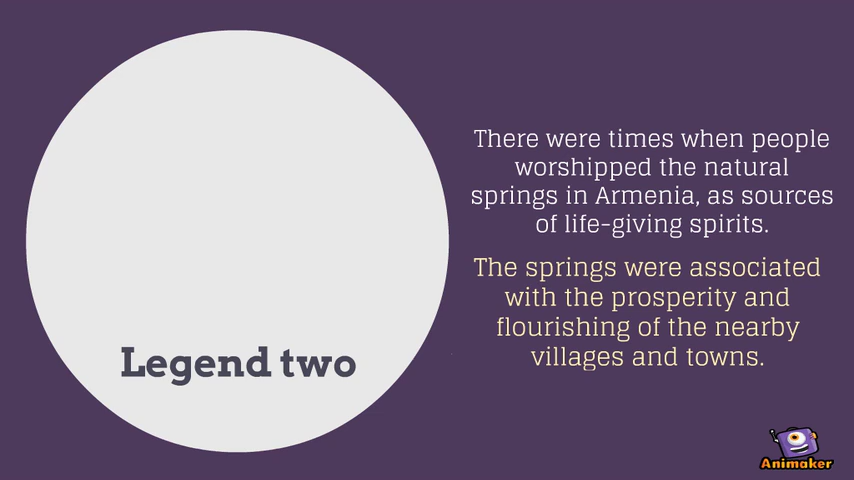 Legend two
There were times when people
worshipped the natural
springs in Armenia, as sources
of life-giving spirits.
The springs were associated
with the prosperity and
flourishing of the nearby
villages and towns.
Animaker